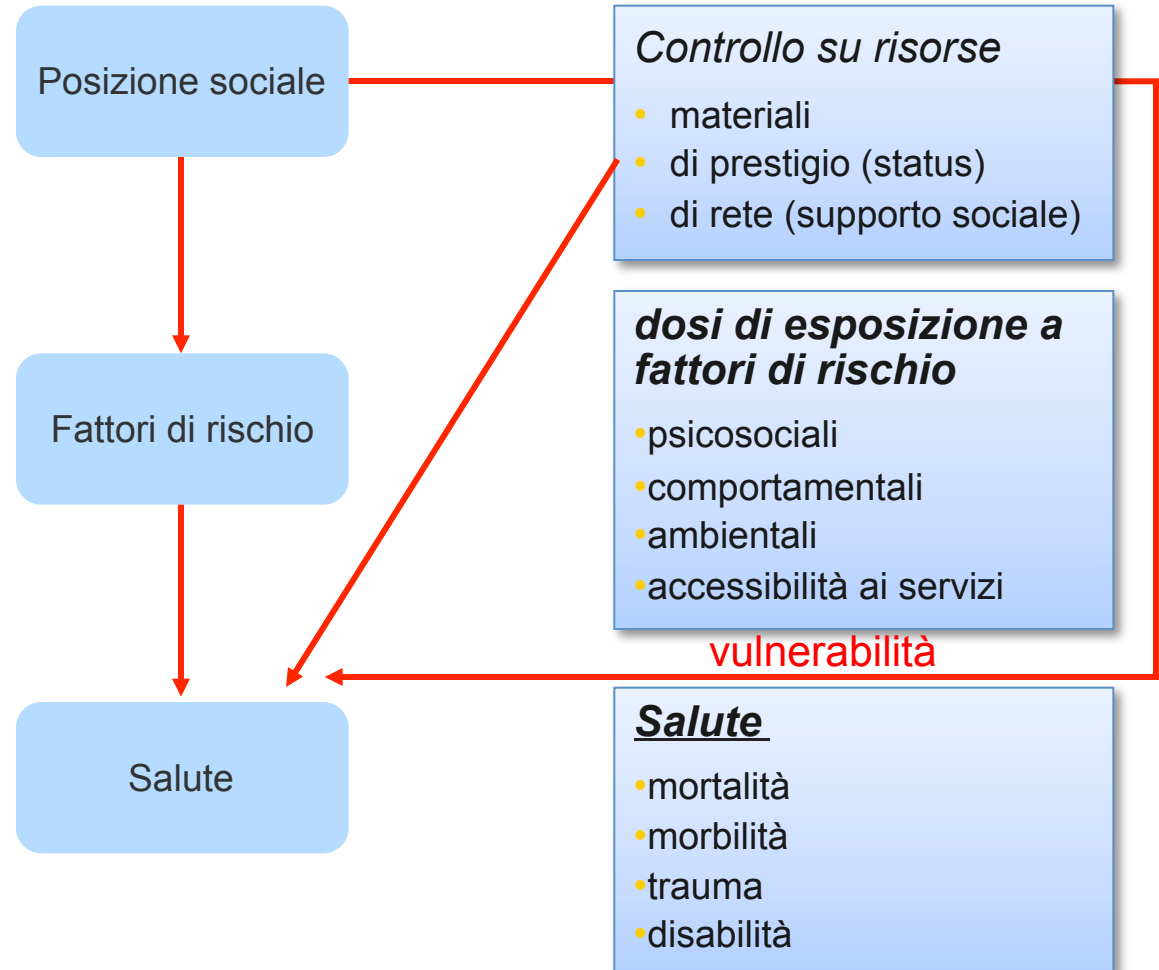 Posizione sociale
Controllo su risorse
• materiali
• di prestigio (status)
• di rete (supporto sociale)
Fattori di rischio
dosi di esposizione a
fattori di rischio
•psicosociali
•comportamentali
•ambientali
•accessibilità ai servizi
vulnerabilità
Salute
Salute
•mortalità
•morbilità
•trauma
•disabilità